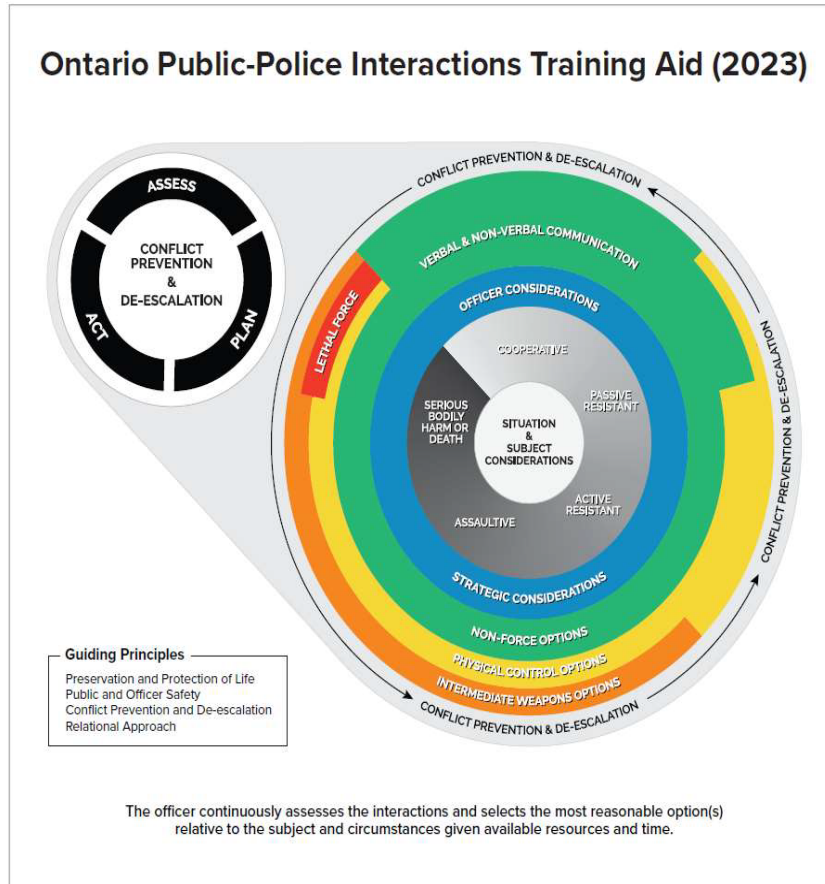 Ontario Public-Police Interactions Training Aid (2023)
ASSESS
PLAN
ACT
CONFLICT
PREVENTION
&
DE-ESCALATION
CONFLICT PREVENTION & DE-ESCALATION
VERBAL & NON-VERBAL COMMUNICATION
OFFICER CONSIDERATIONS
LETHAL FORCE
COOPERATIVE
PASSIVE
RESISTANT
SERIOUS
BODILY
HARM OR
DEATH
SITUATION
&
SUBJECT
CONSIDERATIONS
ACTIVE
RESISTANT
ASSAULTIVE
CONFLICT PREVENTION & DE-ESCALATION
STRATEGIC CONSIDERATIONS
NON-FORCE OPTIONS
PHYSICAL CONTROL OPTIONS
INTERMEDIATE WEAPONS OPTIONS
CONFLICT PREVENTION & DE-ESCALATION
Guiding Principles
Preservation and Protection of Life
Public and Officer Safety
Conflict Prevention and De-escalation
Relational Approach
The officer continuously assesses the interactions and selects the most reasonable option(s)
relative to the subject and circumstances given available resources and time.